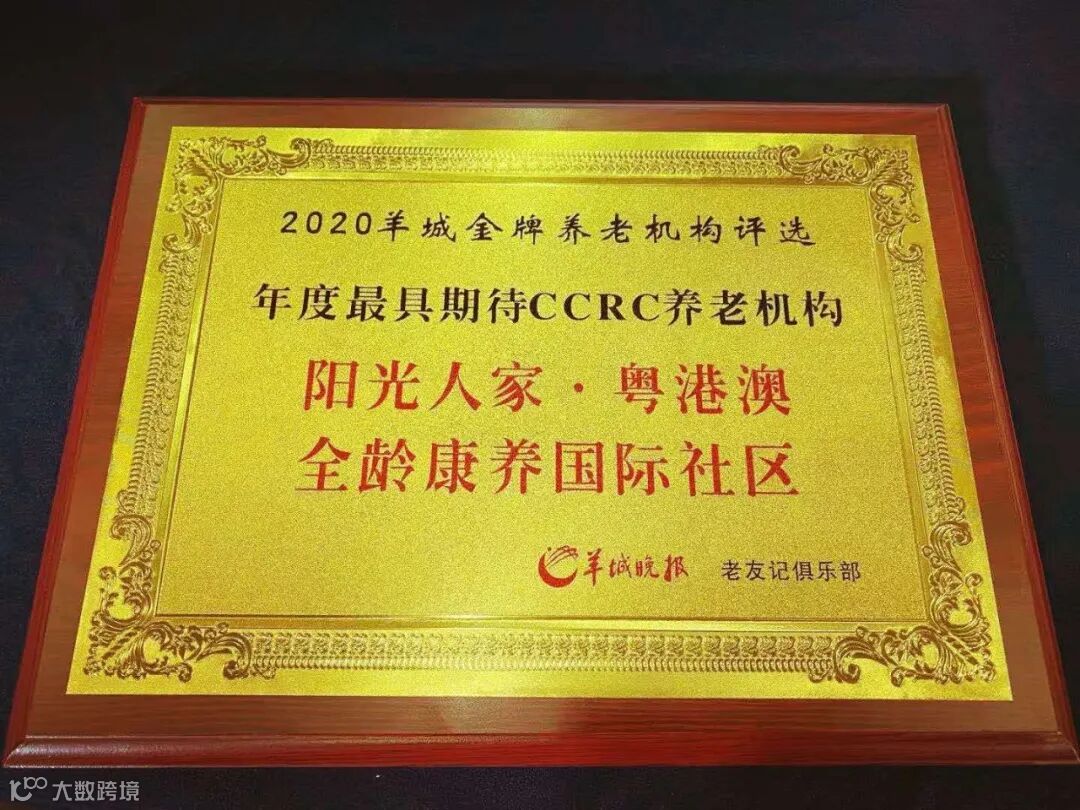 2020羊城金牌养老机构评选
年度最具期待CCRC养老机构
阳光人家·粤港澳
全龄康养国际社区
羊城晚报 老友记俱乐部
大数跨境